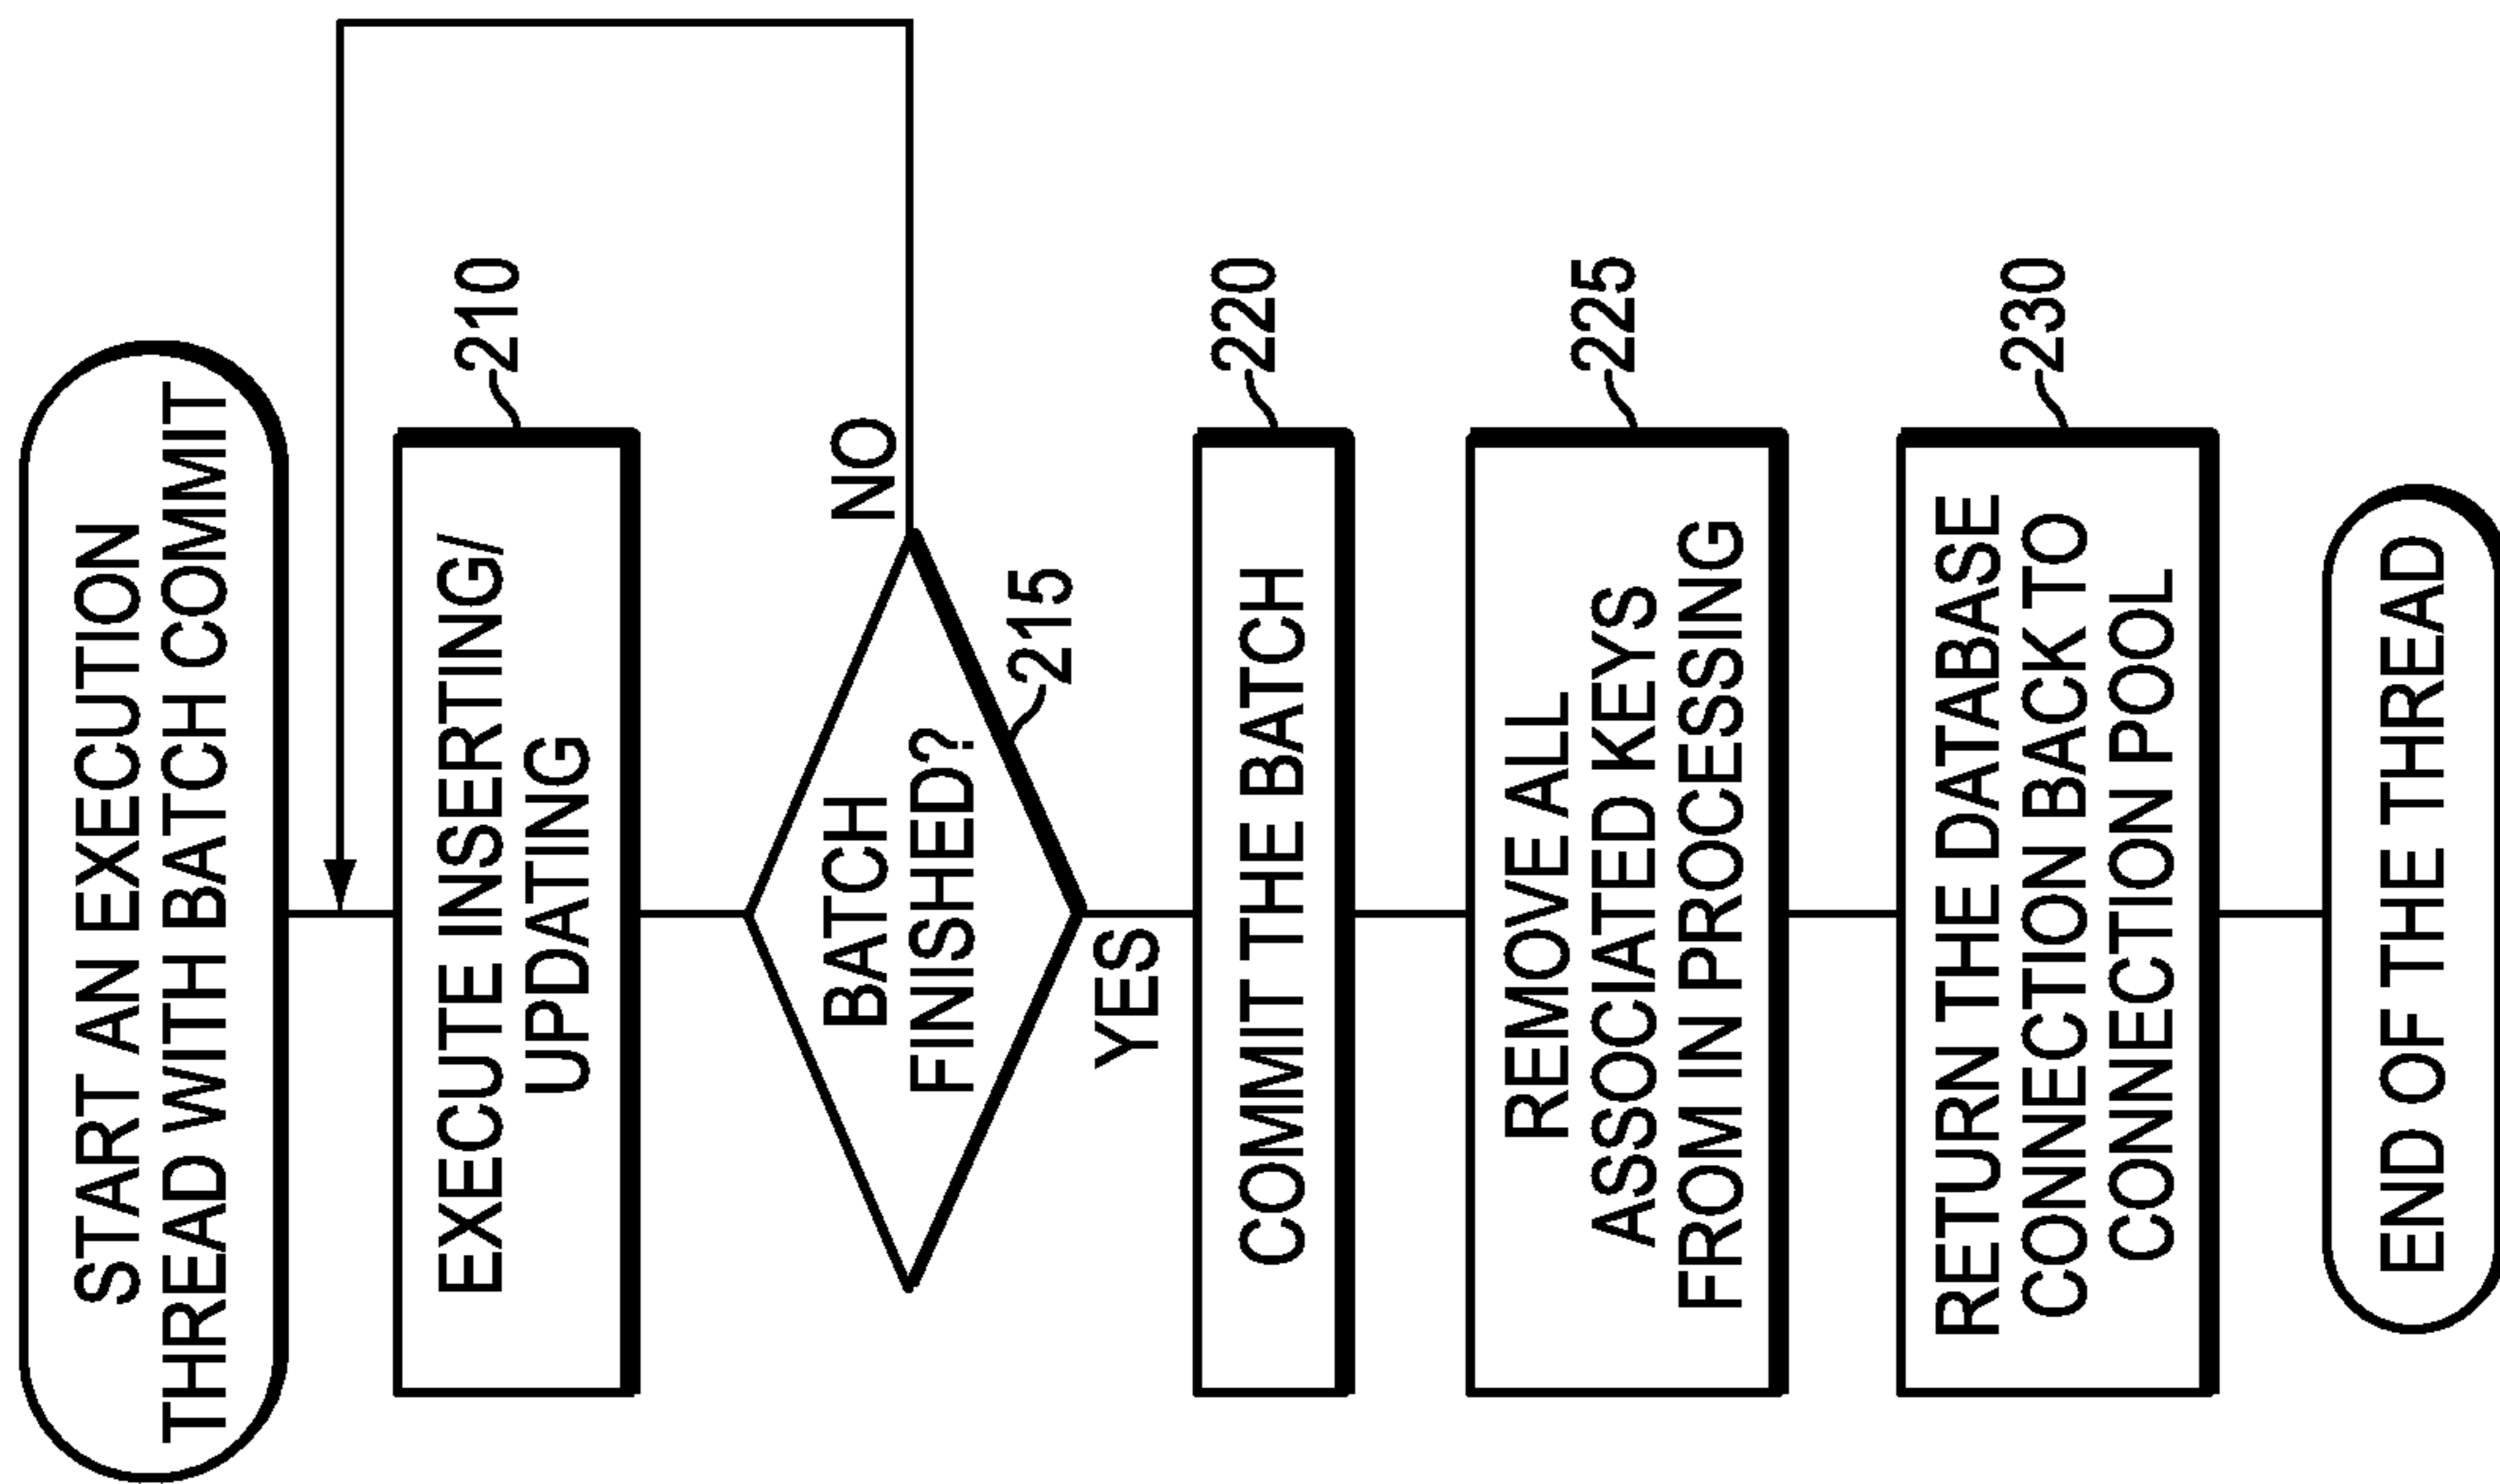 START AN EXECUTION
THREAD WITH BATCH COMMIT
EXECUTE INSERTING/
UPDATING
210
BATCH
FINISHED?
NO
215
YES
COMMIT THE BATCH
220
REMOVE ALL
ASSOCIATED KEYS
FROM IN PROCESSING
225
RETURN THE DATABASE
CONNECTION BACK TO
CONNECTION POOL
230
END OF THE THREAD